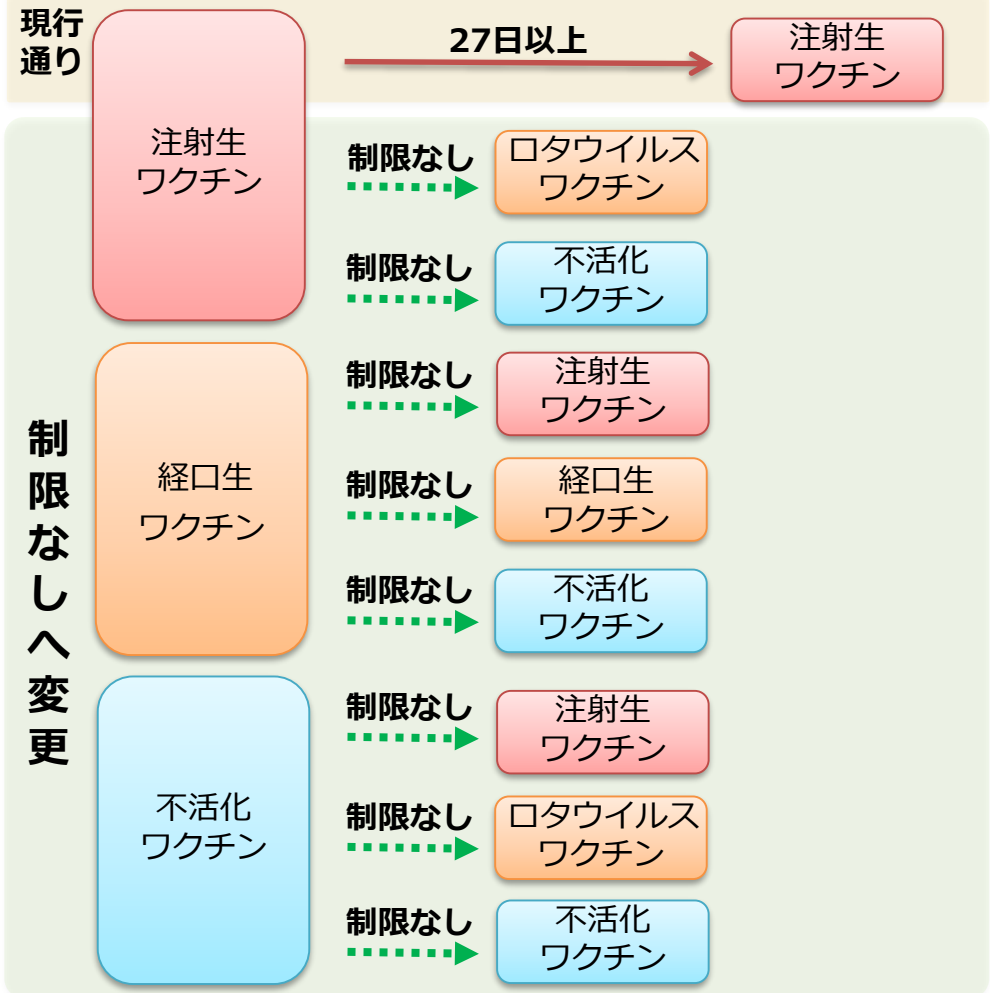 現行
通り
27日以上
注射生
ワクチン
注射生
ワクチン
制限なし
ロタウイルス
ワクチン
制限なし
不活化
ワクチン
制限なしへ変更
経口生
ワクチン
制限なし
注射生
ワクチン
制限なし
経口生
ワクチン
制限なし
不活化
ワクチン
不活化
ワクチン
制限なし
注射生
ワクチン
制限なし
ロタウイルス
ワクチン
制限なし
不活化
ワクチン